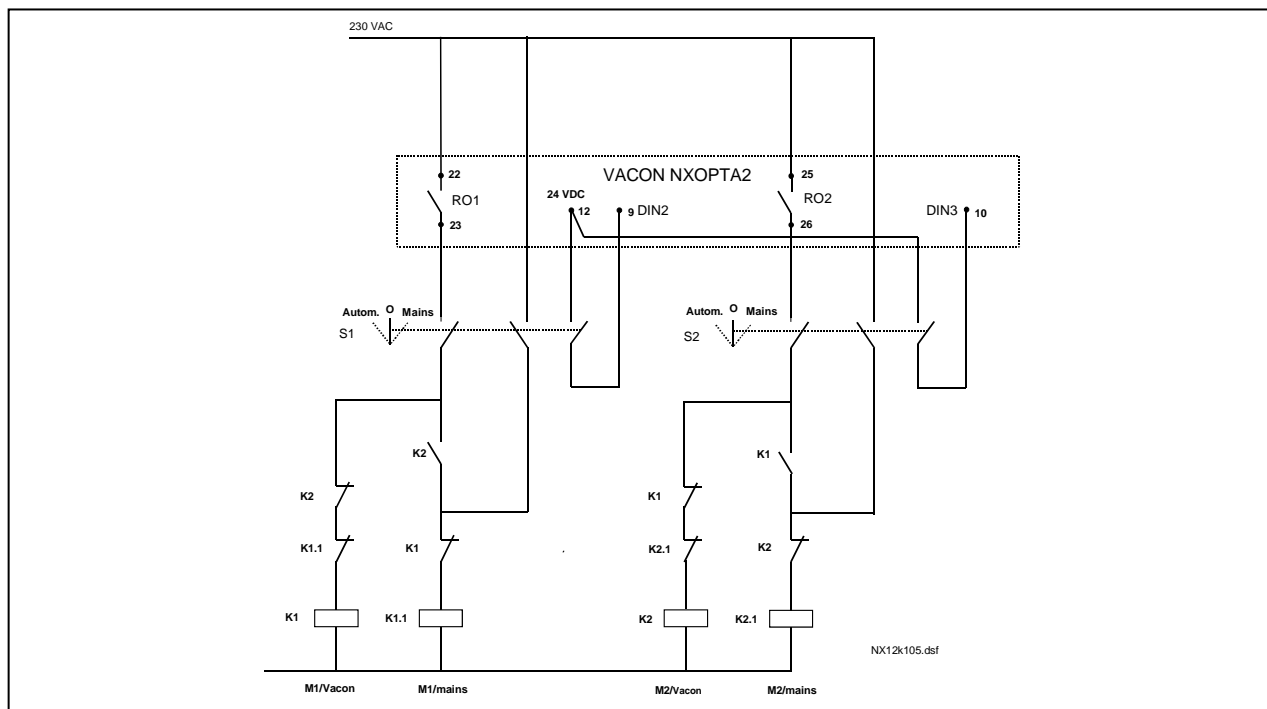 230 VAC
22
VACON NXOPTA2
25
RO1
24 VDC
12
9 DIN2
RO2
DIN3
10
23
26
Autom. O Mains
S1
Autom. O Mains
S2
K2
K1
K2
K1
K1.1
K1
K2.1
K2
K1
K1.1
K2
K2.1
NX12k105.dsf
M1/Vacon
M1/mains
M2/Vacon
M2/mains